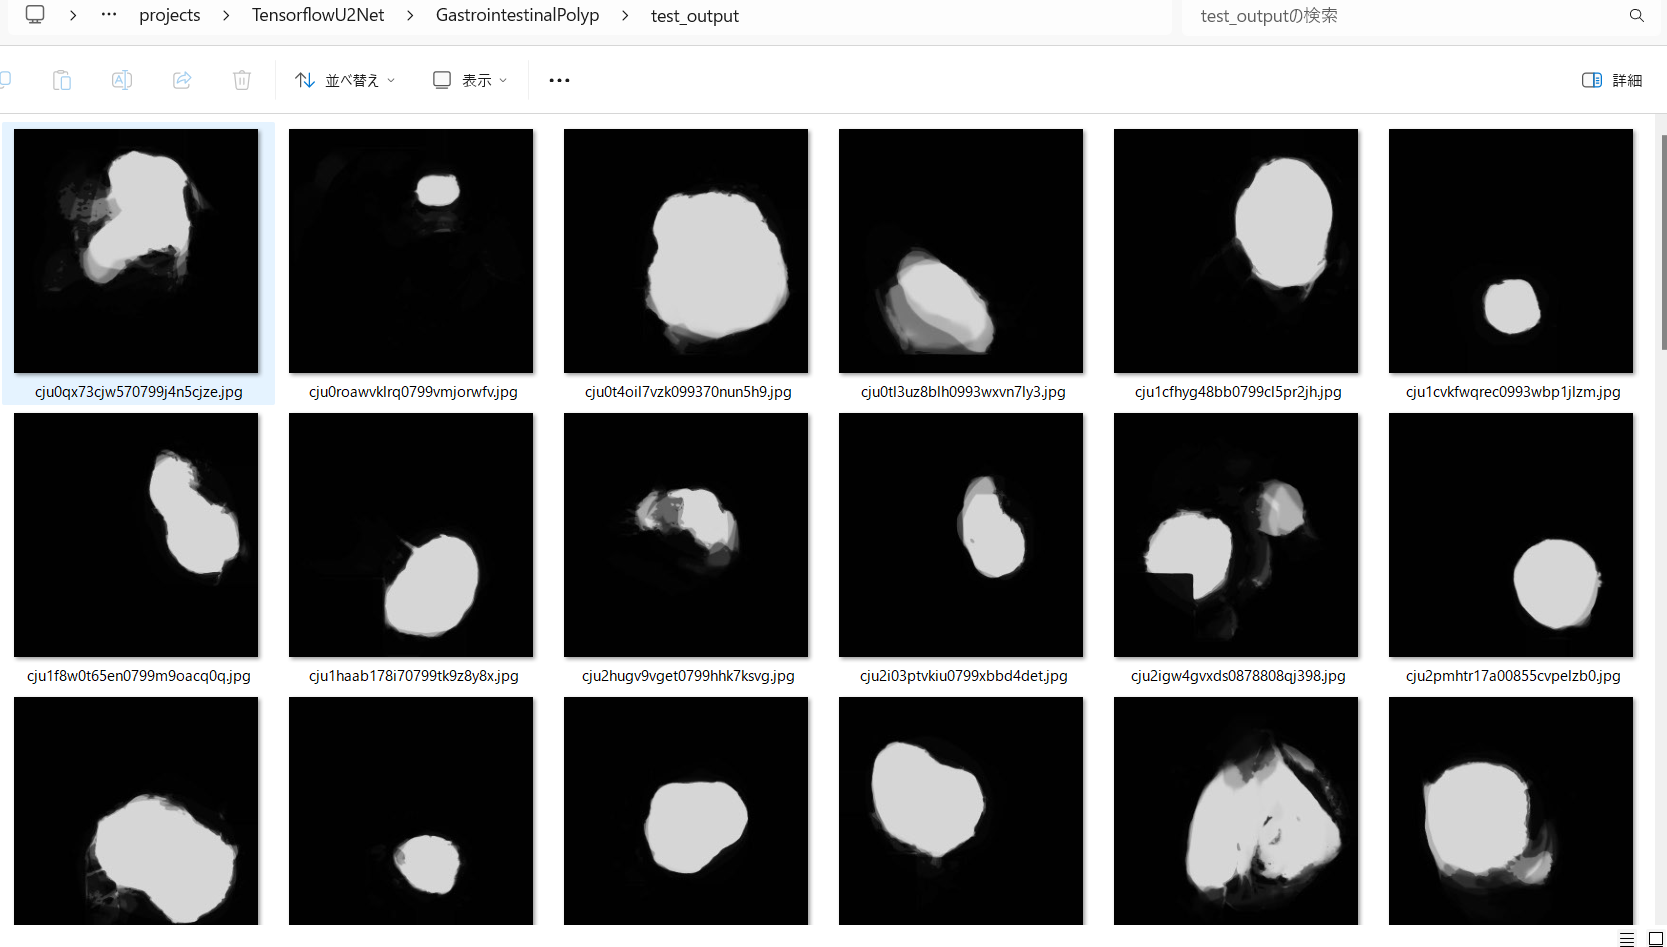 projects > TensorflowU2Net > GastrointestinalPolyp > test_output
test_outputの検索
並べ替え
表示
詳細
cju0qx73cjw570799j4n5cjze.jpg
cju0roawvklrq0799vmjorwfv.jpg
cju0t4oil7vzk099370nun5h9.jpg
cju0tl3uz8blh0993wxvn7ly3.jpg
cju1cfhyg48bb0799cl5pr2jh.jpg
cju1cvkfwqrec0993wbp1jlzm.jpg
cju1f8w0t65en0799m9oacq0q.jpg
cju1haab178i70799tk9z8y8x.jpg
cju2hugv9vget0799hhk7ksvg.jpg
cju2i03ptvkiu0799xbbd4det.jpg
cju2igw4gvxds0878808qj398.jpg
cju2pmhtr17a00855cvpelzb0.jpg